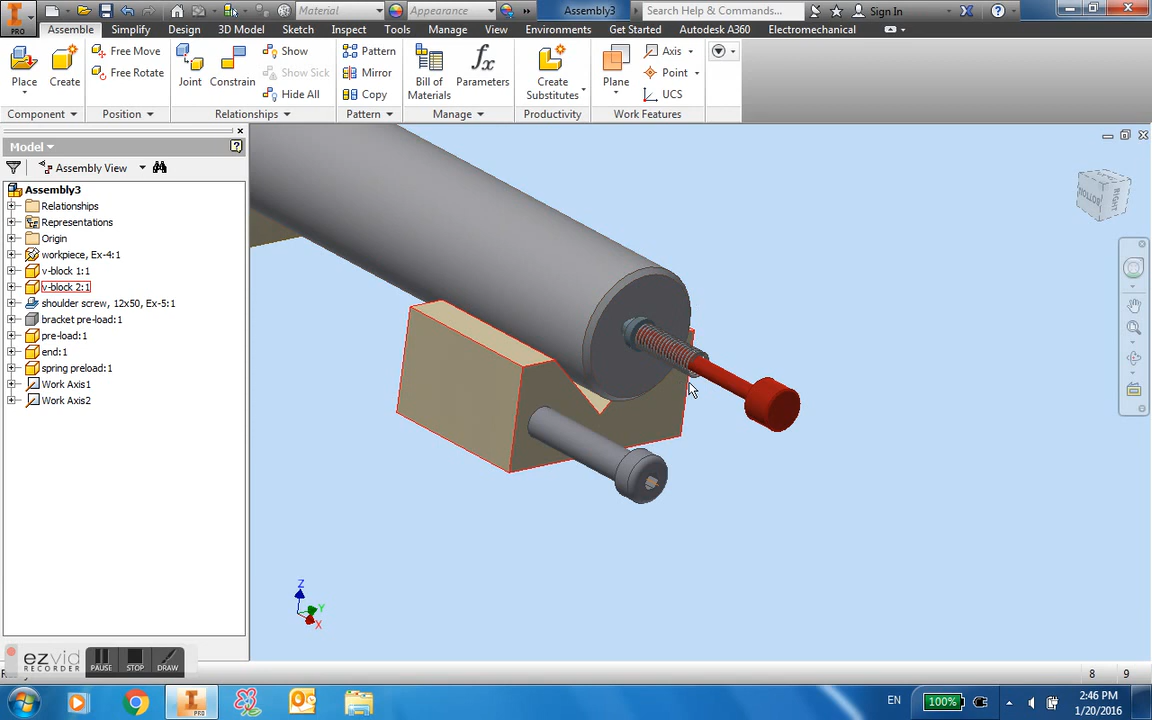 Material
Appearance
Assembly3
Search Help & Commands...
Sign In
PRO
Assemble Simplify Design 3D Model Sketch Inspect Tools Manage View Environments Get Started Autodesk A360 Electromechanical
Place
Create
Free Move
Free Rotate
Joint
Constrain
Show
Show Sick
Hide All
Pattern
Mirror
Copy
Bill of
Materials
fx
Parameters
Create
Substitutes
Plane
Axis
Point
UCS
Component Position Relationships Pattern Manage Productivity Work Features
Model
Assembly View
Assembly3
Relationships
Representations
Origin
workpiece, Ex-4:1
v-block 1:1
v-block 2:1
shoulder screw, 12x50, Ex-5:1
bracket pre-load:1
pre-load:1
end:1
spring preload:1
Work Axis1
Work Axis2
BOTTOM
RIGHT
Z
Y
X
ezvid
RECORDER
PAUSE
STOP
DRAW
8 9
PRO
EN
100%
2:46 PM
1/20/2016